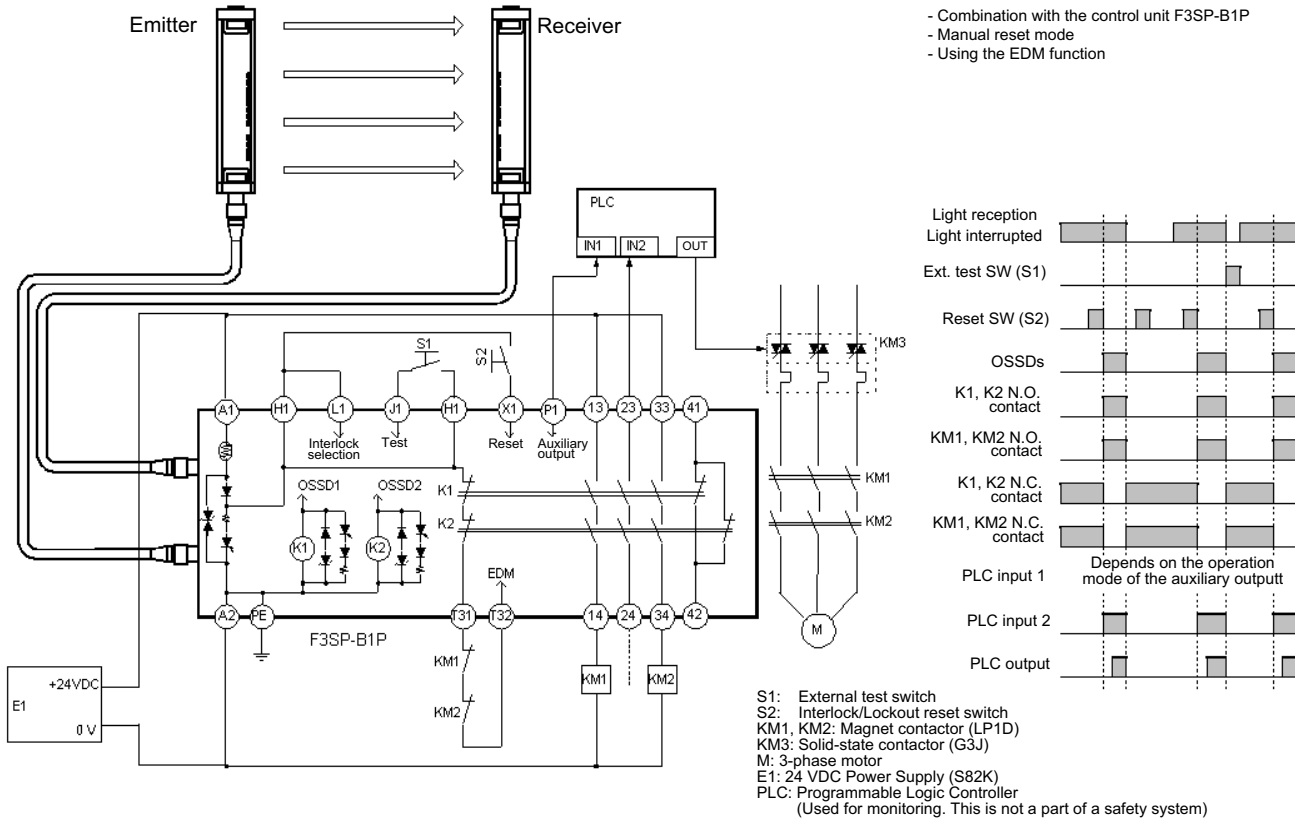 Emitter
Receiver
- Combination with the control unit F3SP-B1P
- Manual reset mode
- Using the EDM function
PLC
IN1 IN2 OUT
S1
S2
KM3
A1 H1 L1 J1 H1 X1 P1 13 23 33 41
Interlock
selection
Test
Reset
Auxiliary
output
OSSD1
OSSD2
K1
K2
K1
K2
EDM
KM1
KM2
A2 PE T31 T32 14 24 34 42
F3SP-B1P
M
KM1
KM2
KM1
KM2
+24VDC
E1
0 V
Light reception
Light interrupted
Ext. test SW (S1)
Reset SW (S2)
OSSDs
K1, K2 N.O.
contact
KM1, KM2 N.O.
contact
K1, K2 N.C.
contact
KM1, KM2 N.C.
contact
PLC input 1
Depends on the operation
mode of the auxiliary outputt
PLC input 2
PLC output
S1: External test switch
S2: Interlock/Lockout reset switch
KM1, KM2: Magnet contactor (LP1D)
KM3: Solid-state contactor (G3J)
M: 3-phase motor
E1: 24 VDC Power Supply (S82K)
PLC: Programmable Logic Controller
(Used for monitoring. This is not a part of a safety system)